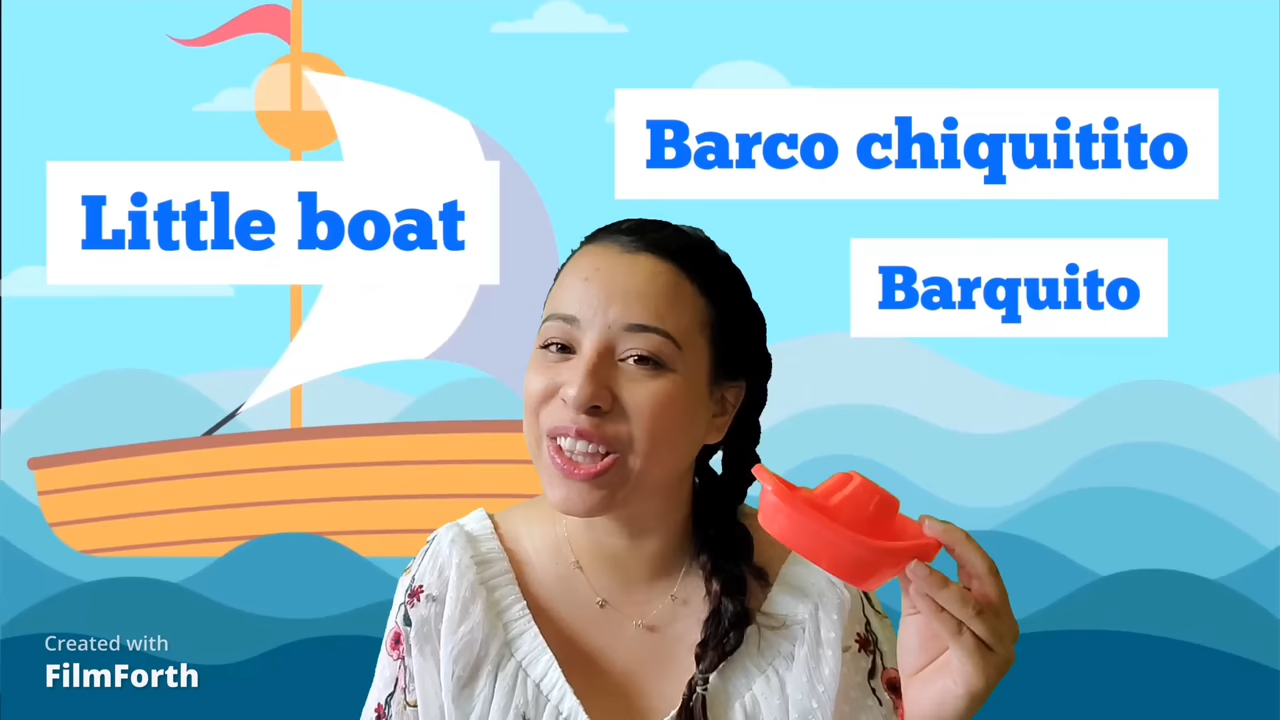 Little boat
Barco chiquitito
Barquito
Created with
FilmForth